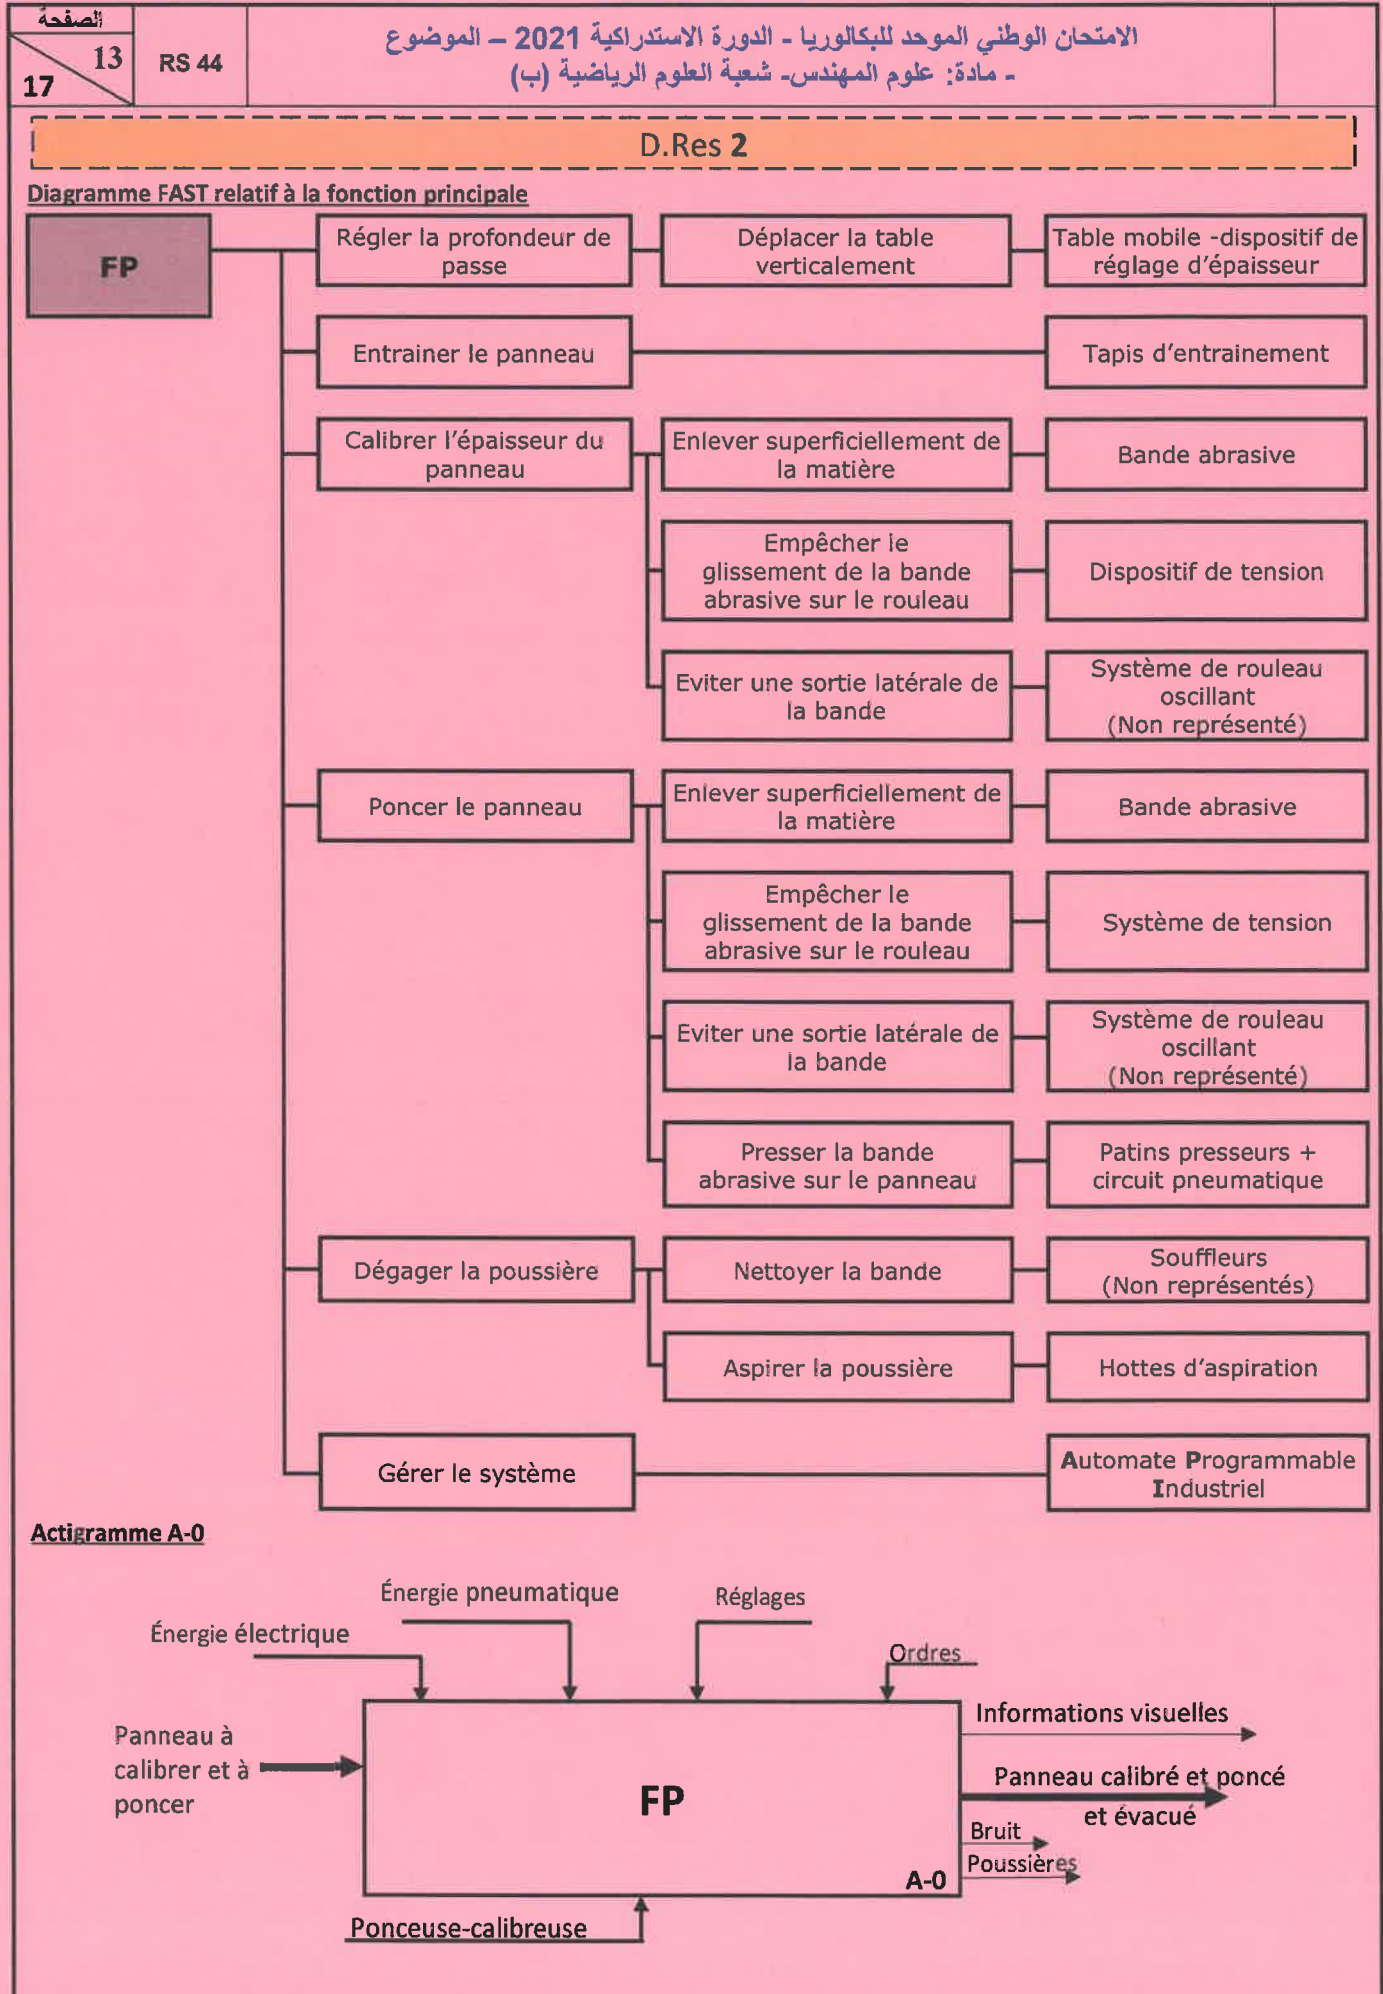 الصفحة
13
17
RS 44
الامتحان الوطني الموحد للبكالوريا - الدورة الاستدراكية 2021 – الموضوع
- مادة: علوم المهندس- شعبة العلوم الرياضية (ب)
D.Res 2
Diagramme FAST relatif à la fonction principale
FP
Régler la profondeur de
passe
Déplacer la table
verticalement
Table mobile -dispositif de
réglage d'épaisseur
Entrainer le panneau
Tapis d'entrainement
Calibrer l'épaisseur du
panneau
Enlever superficiellement de
la matière
Bande abrasive
Empêcher le
glissement de la bande
abrasive sur le rouleau
Dispositif de tension
Eviter une sortie latérale de
la bande
Système de rouleau
oscillant
(Non représenté)
Poncer le panneau
Enlever superficiellement de
la matière
Bande abrasive
Empêcher le
glissement de la bande
abrasive sur le rouleau
Système de tension
Eviter une sortie latérale de
la bande
Système de rouleau
oscillant
(Non représenté)
Presser la bande
abrasive sur le panneau
Patins presseurs +
circuit pneumatique
Dégager la poussière
Nettoyer la bande
Souffleurs
(Non représentés)
Aspirer la poussière
Hottes d'aspiration
Gérer le système
Automate Programmable
Industriel
Actigramme A-0
Énergie pneumatique
Réglages
Énergie électrique
Ordres
Informations visuelles
Panneau à
calibrer et à
poncer
FP
Panneau calibré et poncé
et évacué
Bruit
Poussières
A-0
Ponceuse-calibreuse